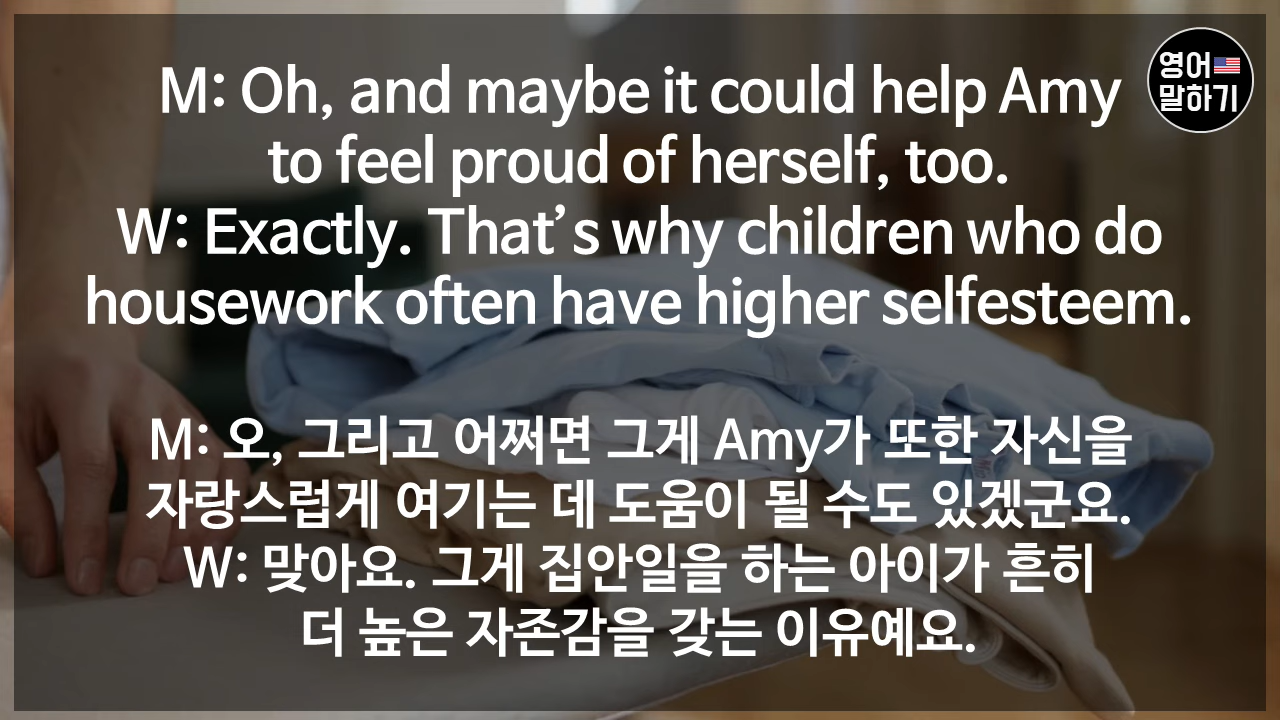 영어
말하기
M: Oh, and maybe it could help Amy
to feel proud of herself, too.
W: Exactly. That’s why children who do
housework often have higher selfesteem.
M: 오, 그리고 어쩌면 그게 Amy가 또한 자신을
자랑스럽게 여기는 데 도움이 될 수도 있겠군요.
W: 맞아요. 그게 집안일을 하는 아이가 흔히
더 높은 자존감을 갖는 이유예요.